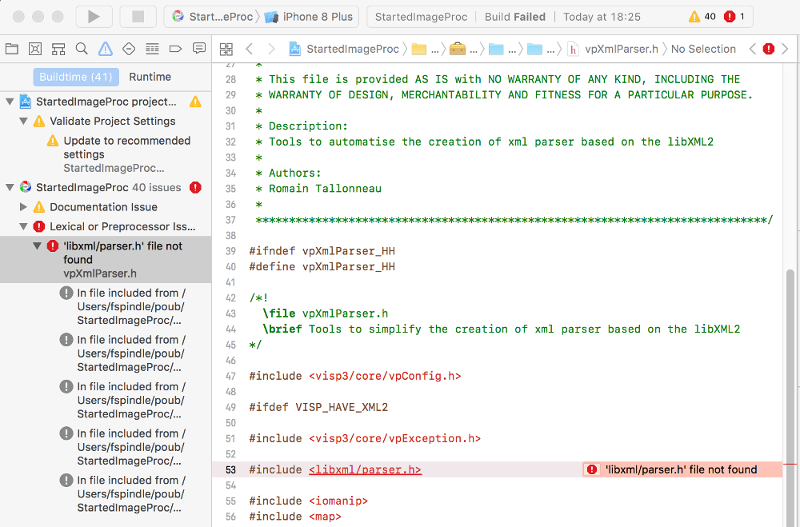 Start...eProc
iPhone 8 Plus
StartedImageProc
Build Failed
Today at 18:25
40
1
StartedImageProc
...
...
...
...
h
vpXmlParser.h
No Selection
Buildtime (41)
Runtime
StartedImageProc project...
Validate Project Settings
Update to recommended
settings
StartedImageProc...
StartedImageProc 40 issues
Documentation Issue
Lexical or Preprocessor Iss...
'libxml/parser.h' file not
found
vpXmlParser.h
In file included from /
Users/fspindle/poub/
StartedImageProc/...
In file included from /
Users/fspindle/poub/
StartedImageProc/...
In file included from /
Users/fspindle/poub/
StartedImageProc/...
In file included from /
Users/fspindle/poub/
StartedImageProc/...
In file included from /
Users/fspindle/poub/
StartedImageProc/...
27 *
28 * This file is provided AS IS with NO WARRANTY OF ANY KIND, INCLUDING THE
29 * WARRANTY OF DESIGN, MERCHANTABILITY AND FITNESS FOR A PARTICULAR PURPOSE.
30 *
31 * Description:
32 * Tools to automatise the creation of xml parser based on the libXML2
33 *
34 * Authors:
35 * Romain Tallonneau
36 *
37 *****************************************************************************/
38
39 #ifndef vpXmlParser_HH
40 #define vpXmlParser_HH
41
42 /*!
43 \file vpXmlParser.h
44 \brief Tools to simplify the creation of xml parser based on the libXML2
45 */
46
47 #include <visp3/core/vpConfig.h>
48
49 #ifdef VISP_HAVE_XML2
50
51 #include <visp3/core/vpException.h>
52
53 #include <libxml/parser.h>
'libxml/parser.h' file not found
54
55 #include <iomanip>
56 #include <map>